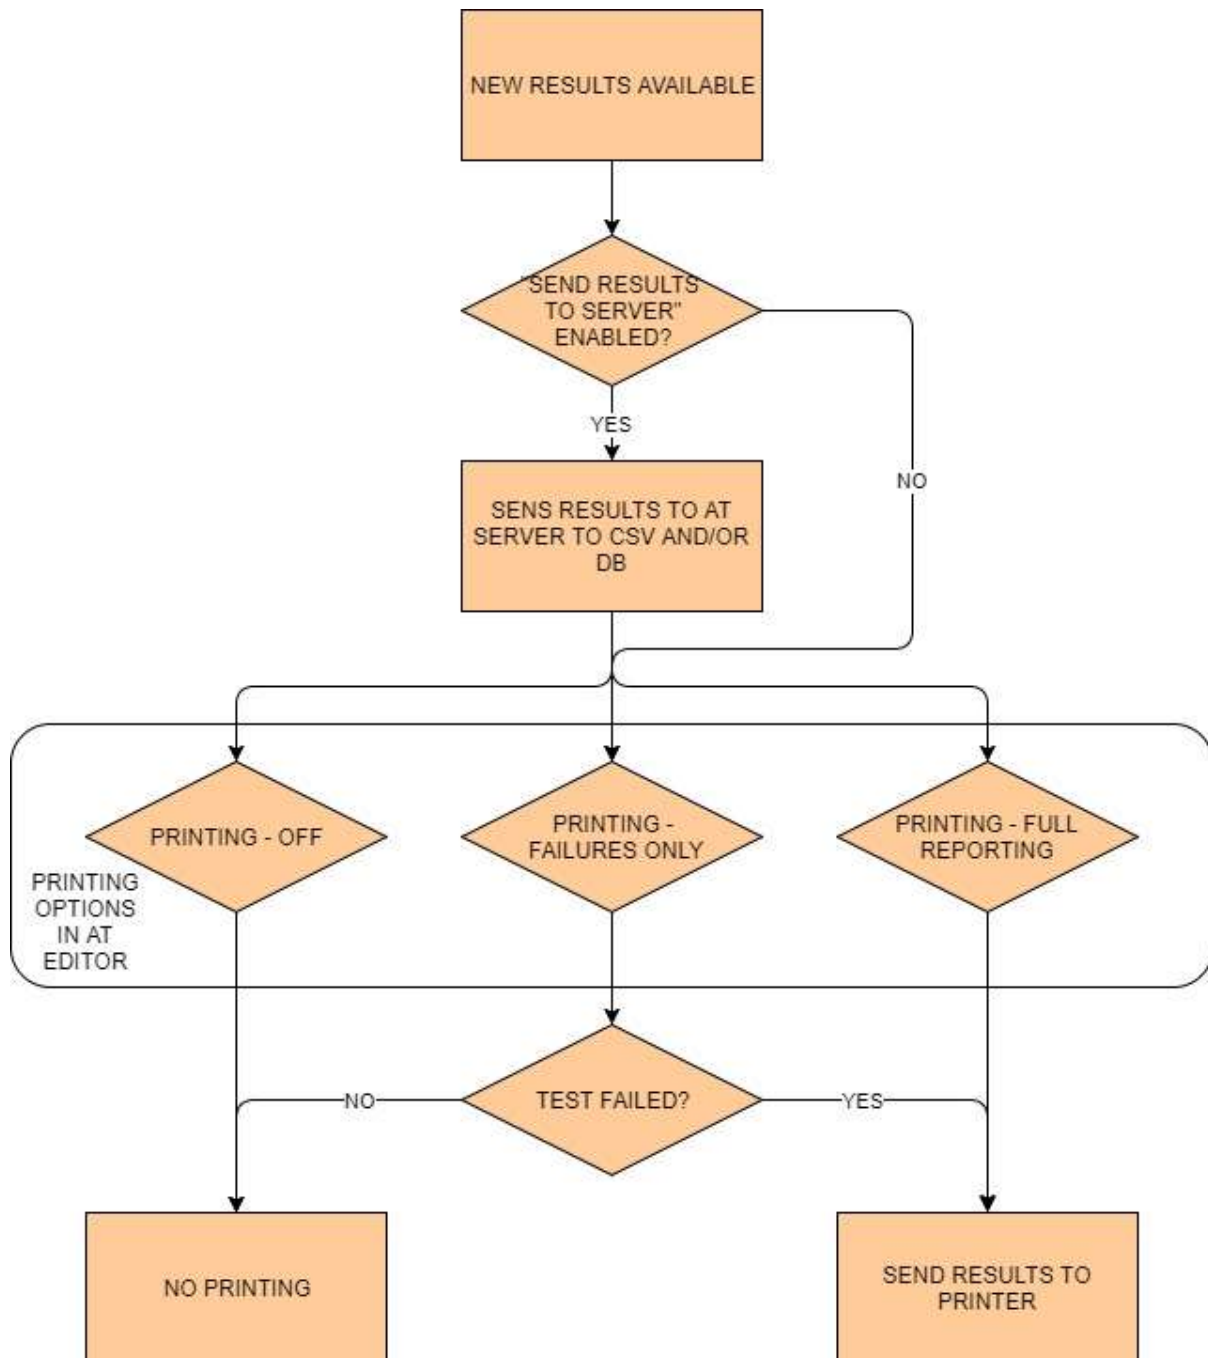 NEW RESULTS AVAILABLE
"SEND RESULTS
TO SERVER"
ENABLED?
YES
NO
SENS RESULTS TO AT
SERVER TO CSV AND/OR
DB
PRINTING - OFF
PRINTING -
FAILURES ONLY
PRINTING - FULL
REPORTING
PRINTING
OPTIONS
IN AT
EDITOR
NO
TEST FAILED?
YES
NO PRINTING
SEND RESULTS TO
PRINTER